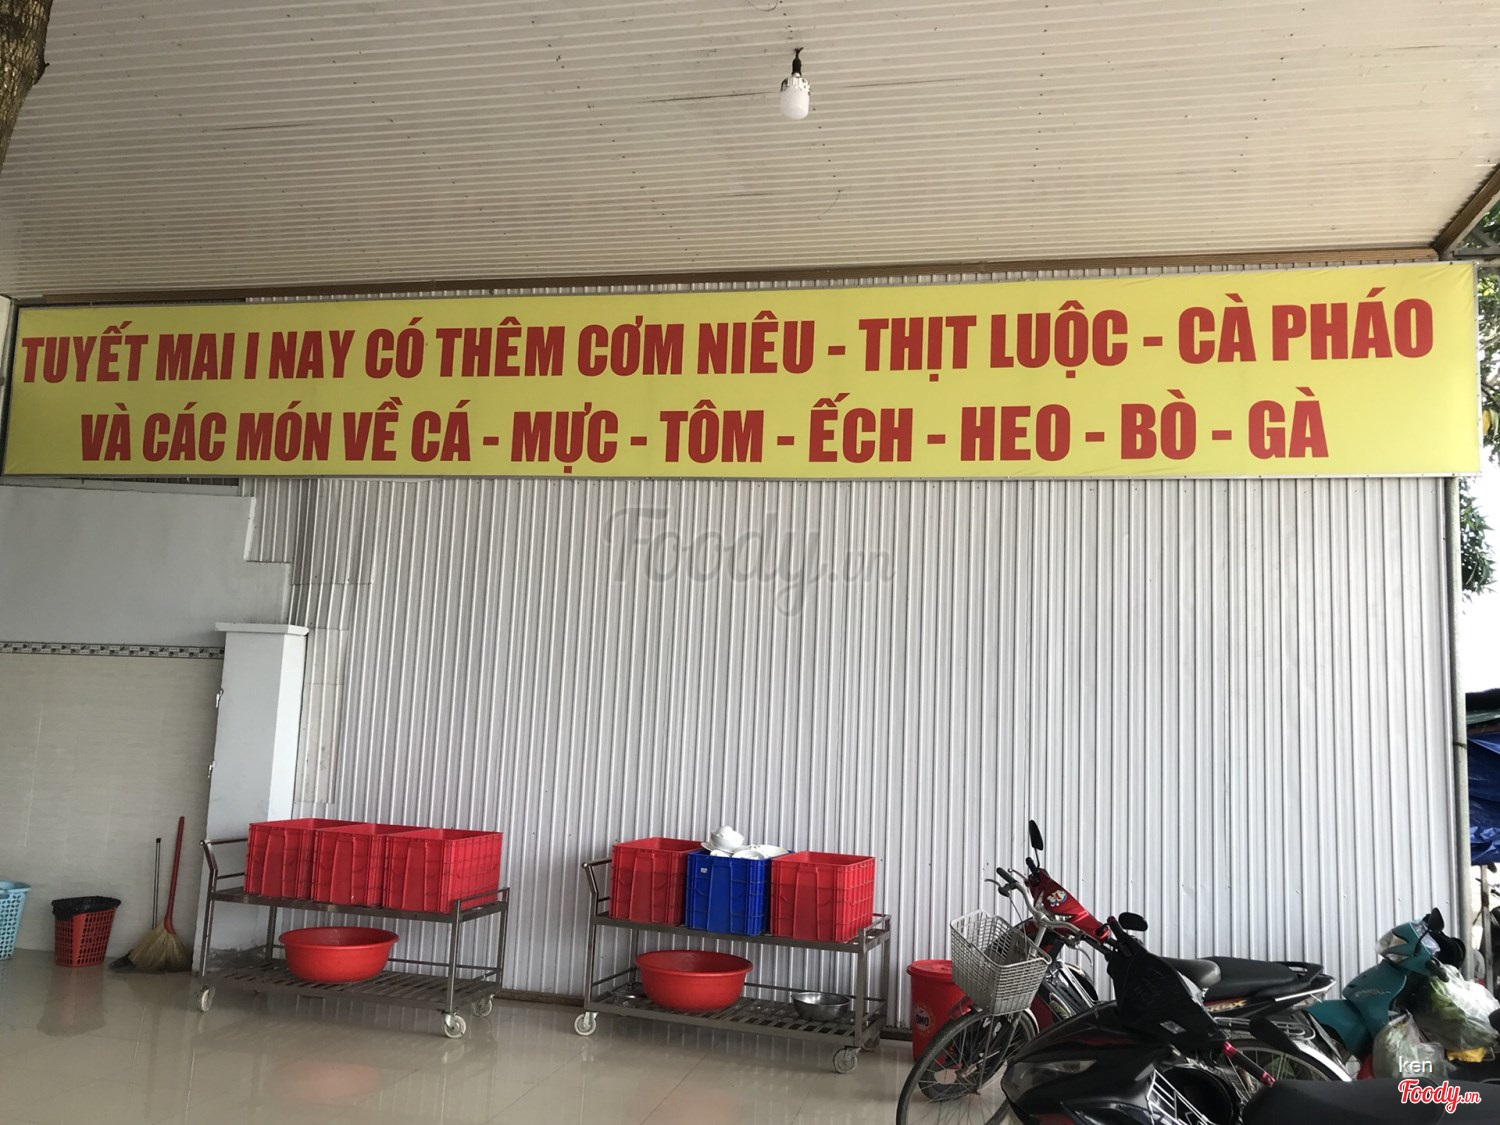 TUYẾT MAI I NAY CÓ THÊM CƠM NIÊU - THỊT LUỘC - CÀ PHÁO
VÀ CÁC MÓN VỀ CÁ - MỰC - TÔM - ẾCH - HEO - BÒ - GÀ
Foody.vn
OMO
ken
Foody.vn